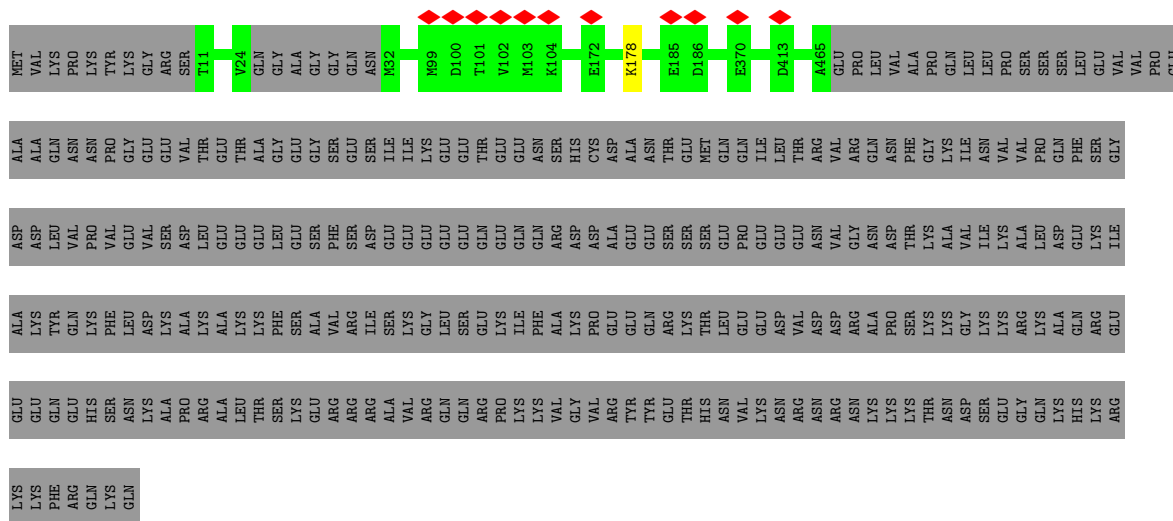 MET VAL LYS PRO LYS TYR LYS GLY ARG SER T11 V24 GLN GLY ALA GLY GLY GLN ASN M32 M99 D100 T101 V102 M103 K104 E172 K178 E185 D186 E370 D413 A465 GLU PRO LEU VAL ALA PRO GLN LEU LEU PRO SER SER SER LEU GLU VAL VAL PRO GLU
ALA ALA GLN ASN ASN PRO GLY GLU GLU VAL THR GLU THR ALA GLY GLU GLY SER GLU SER ILE ILE LYS GLU GLU THR GLU GLU ASN SER HIS CYS ASP ALA ASN THR GLU MET GLN GLN ILE LEU THR ARG VAL ARG GLN ASN PHE GLY LYS ILE ASN VAL VAL PRO GLN PHE SER GLY
ASP ASP LEU VAL PRO VAL GLU VAL SER ASP LEU GLU GLU GLU LEU GLU SER PHE SER ASP GLU GLU GLU GLU GLN GLU GLN GLN ARG ASP ASP ALA GLU GLU SER SER SER GLU PRO GLU GLU GLU ASN VAL GLY ASN ASP THR LYS ALA VAL ILE LYS ALA LEU ASP GLU LYS ILE
ALA LYS TYR GLN LYS PHE LEU ASP LYS ALA LYS ALA LYS LYS PHE SER ALA VAL ARG ILE SER LYS GLY LEU SER GLU LYS ILE PHE ALA LYS PRO GLU GLU GLN ARG LYS THR LEU GLU GLU ASP VAL ASP ASP ARG ALA PRO SER LYS LYS GLY LYS LYS ARG LYS ALA GLN ARG GLU
GLU GLU GLN GLU HIS SER ASN LYS ALA PRO ARG ALA LEU THR SER LYS GLU ARG ARG ARG ALA VAL ARG GLN GLN ARG PRO LYS LYS VAL GLY VAL ARG TYR TYR GLU THR HIS ASN VAL LYS ASN ARG ASN ARG ASN LYS LYS LYS THR ASN ASP SER GLU GLY GLN LYS HIS LYS ARG
LYS LYS PHE ARG GLN LYS GLN